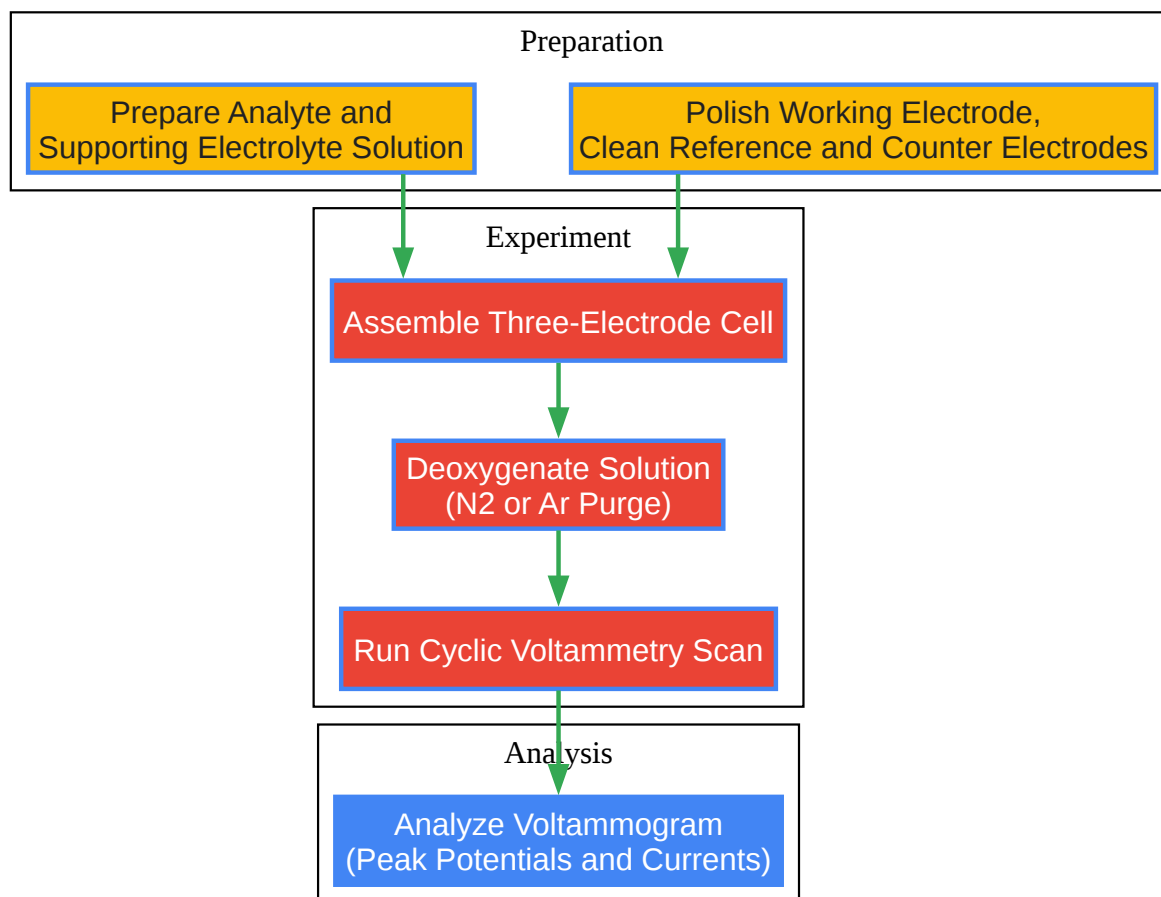 Preparation
Prepare Analyte and
Supporting Electrolyte Solution
Polish Working Electrode,
Clean Reference and Counter Electrodes
Experiment
Assemble Three-Electrode Cell
Deoxygenate Solution
(N2 or Ar Purge)
Run Cyclic Voltammetry Scan
Analysis
Analyze Voltammogram
(Peak Potentials and Currents)